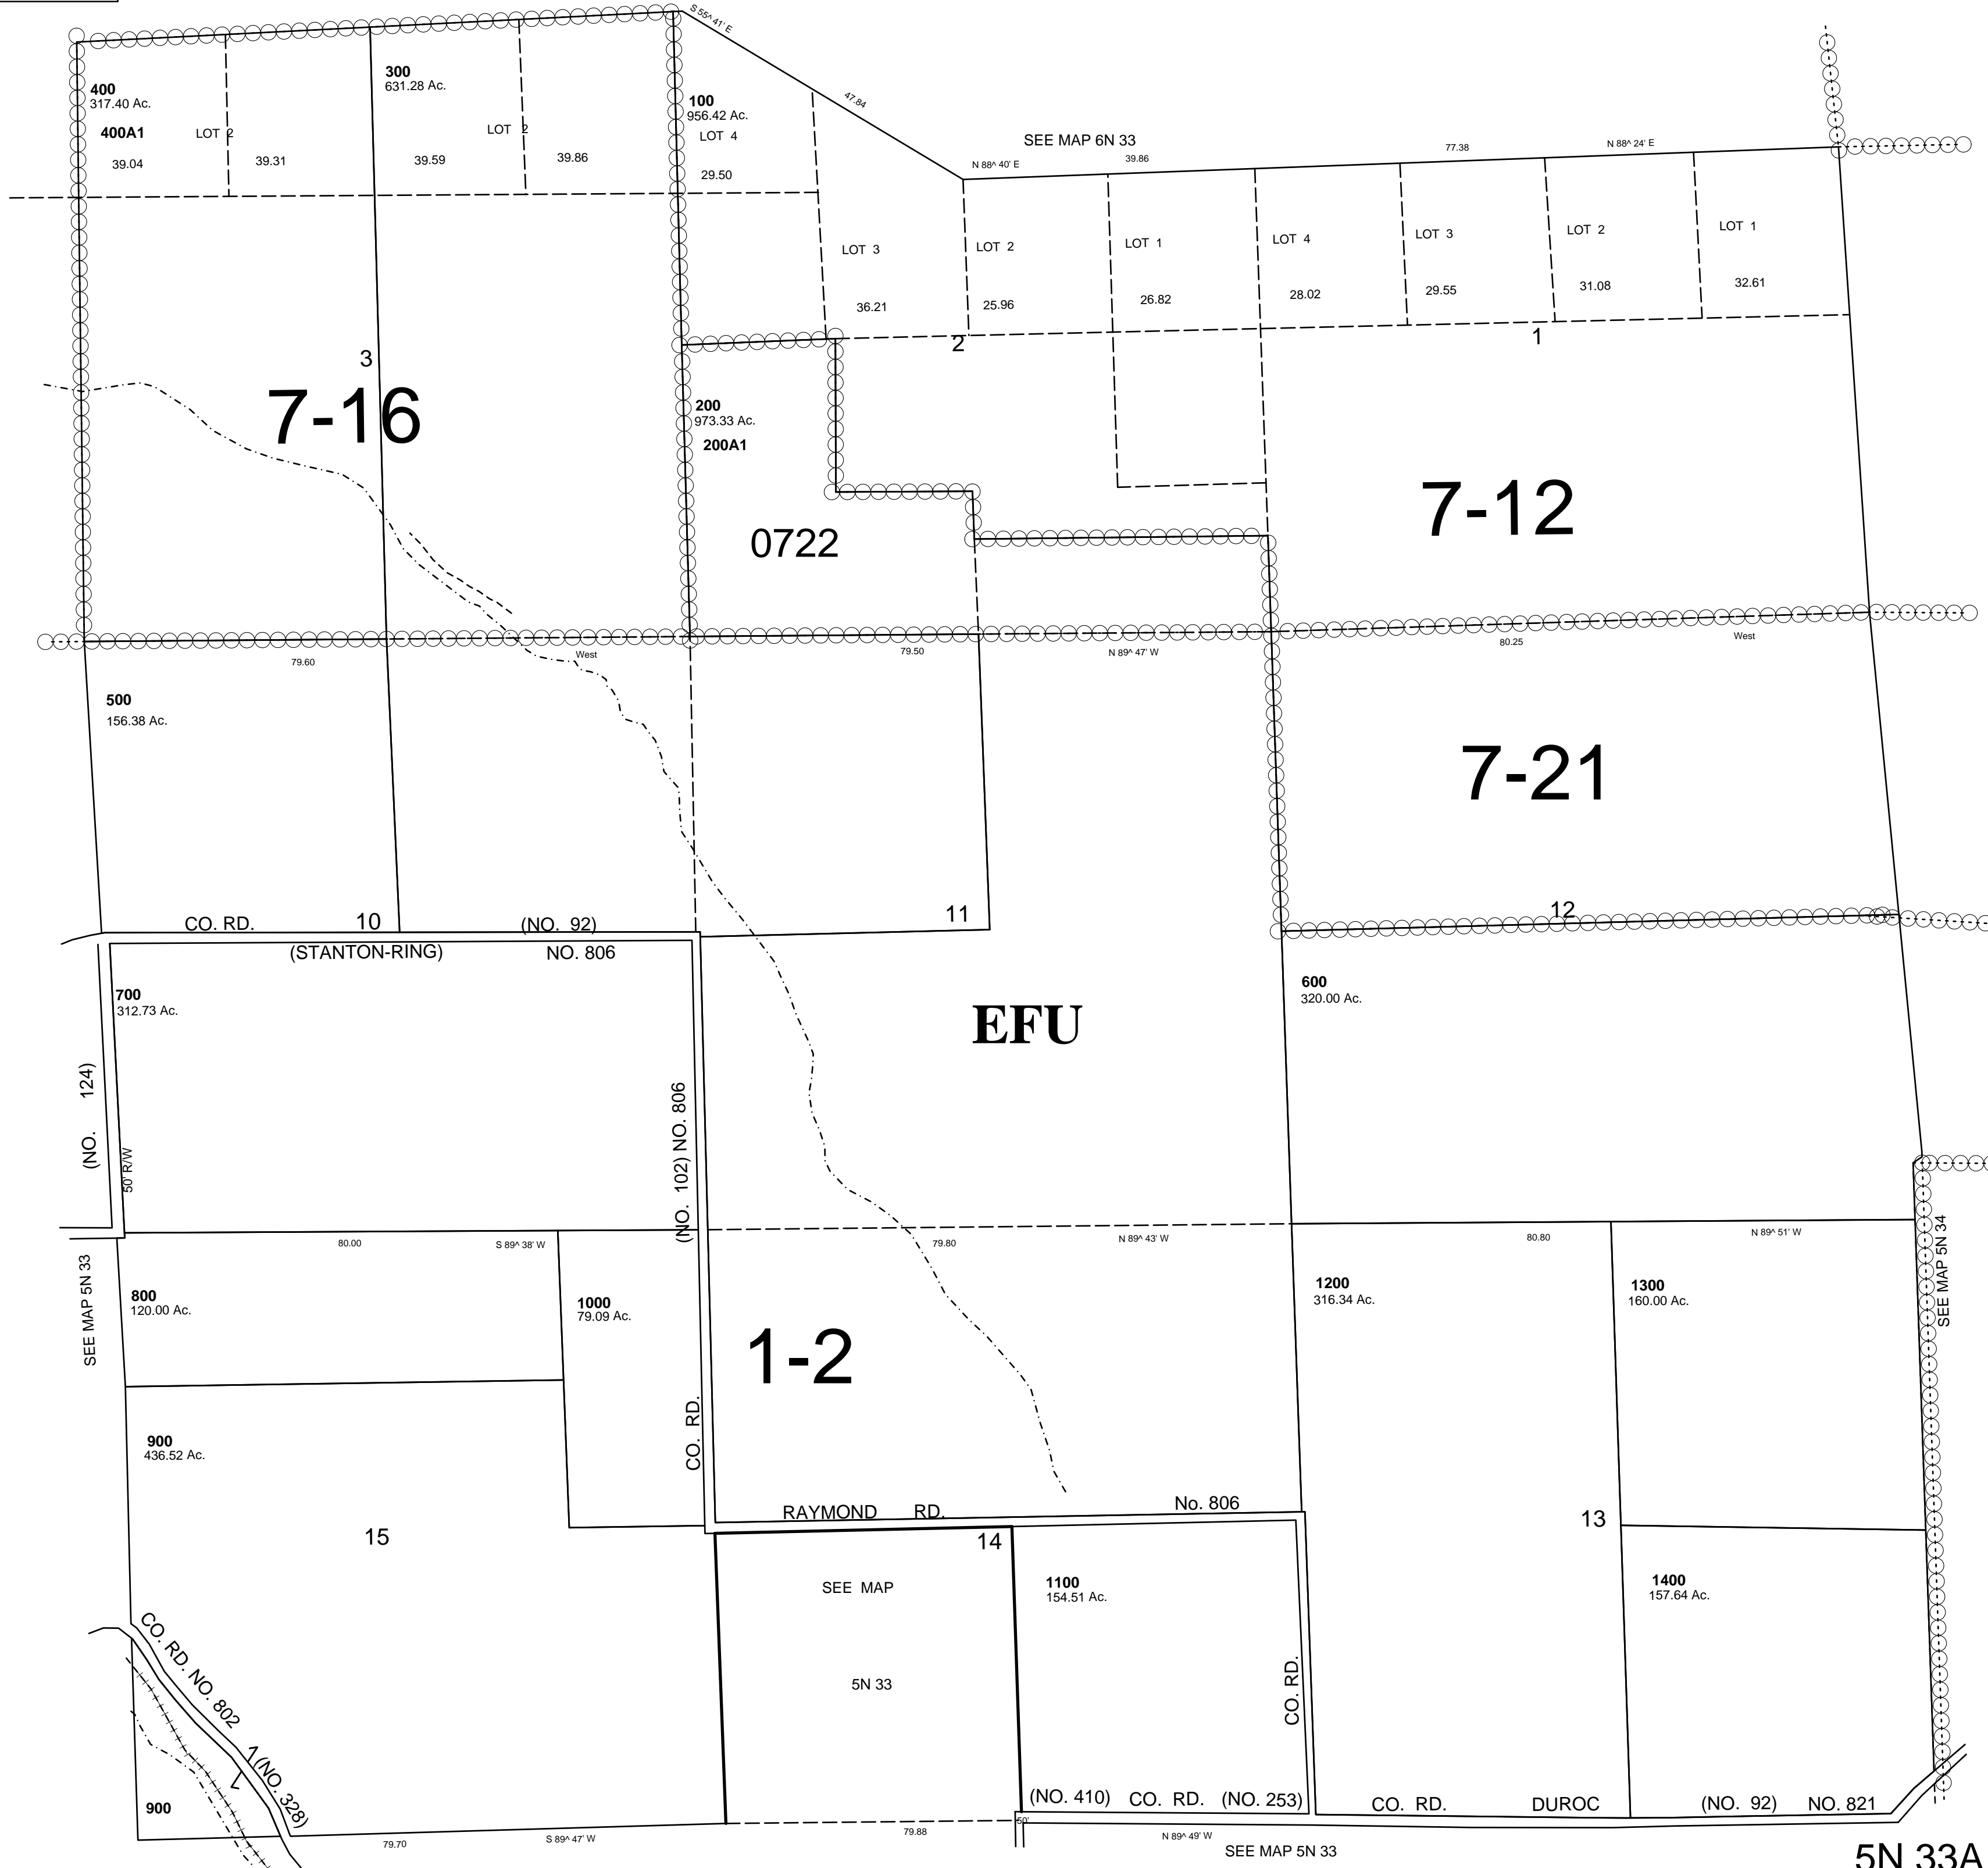 S 55^ 41' E
47.84
400
317.40 Ac.
400A1
LOT 2
39.04
39.31
300
631.28 Ac.
LOT 2
39.59
39.86
100
956.42 Ac.
LOT 4
29.50
SEE MAP 6N 33
N 88^ 40' E
39.86
77.38
N 88^ 24' E
LOT 3
36.21
LOT 2
25.96
LOT 1
26.82
LOT 4
28.02
LOT 3
29.55
LOT 2
31.08
LOT 1
32.61
3
2
1
7-16
200
973.33 Ac.
200A1
0722
7-12
79.60
West
79.50
N 89^ 47' W
80.25
West
500
156.38 Ac.
7-21
CO. RD.
10
(NO. 92)
(STANTON-RING)
NO. 806
11
12
700
312.73 Ac.
600
320.00 Ac.
EFU
(NO. 124)
50' R/W
(NO. 102) NO. 806
CO. RD.
80.00
S 89^ 38' W
79.80
N 89^ 43' W
80.80
N 89^ 51' W
SEE MAP 5N 33
SEE MAP 5N 34
800
120.00 Ac.
1000
79.09 Ac.
1200
316.34 Ac.
1300
160.00 Ac.
1-2
900
436.52 Ac.
RAYMOND RD.
No. 806
15
14
13
SEE MAP
5N 33
1100
154.51 Ac.
1400
157.64 Ac.
CO. RD.
CO. RD. NO. 802
(NO. 328)
900
79.70
S 89^ 47' W
79.88
50'
(NO. 410) CO. RD. (NO. 253)
CO. RD. DUROC (NO. 92) NO. 821
N 89^ 49' W
SEE MAP 5N 33
5N 33A